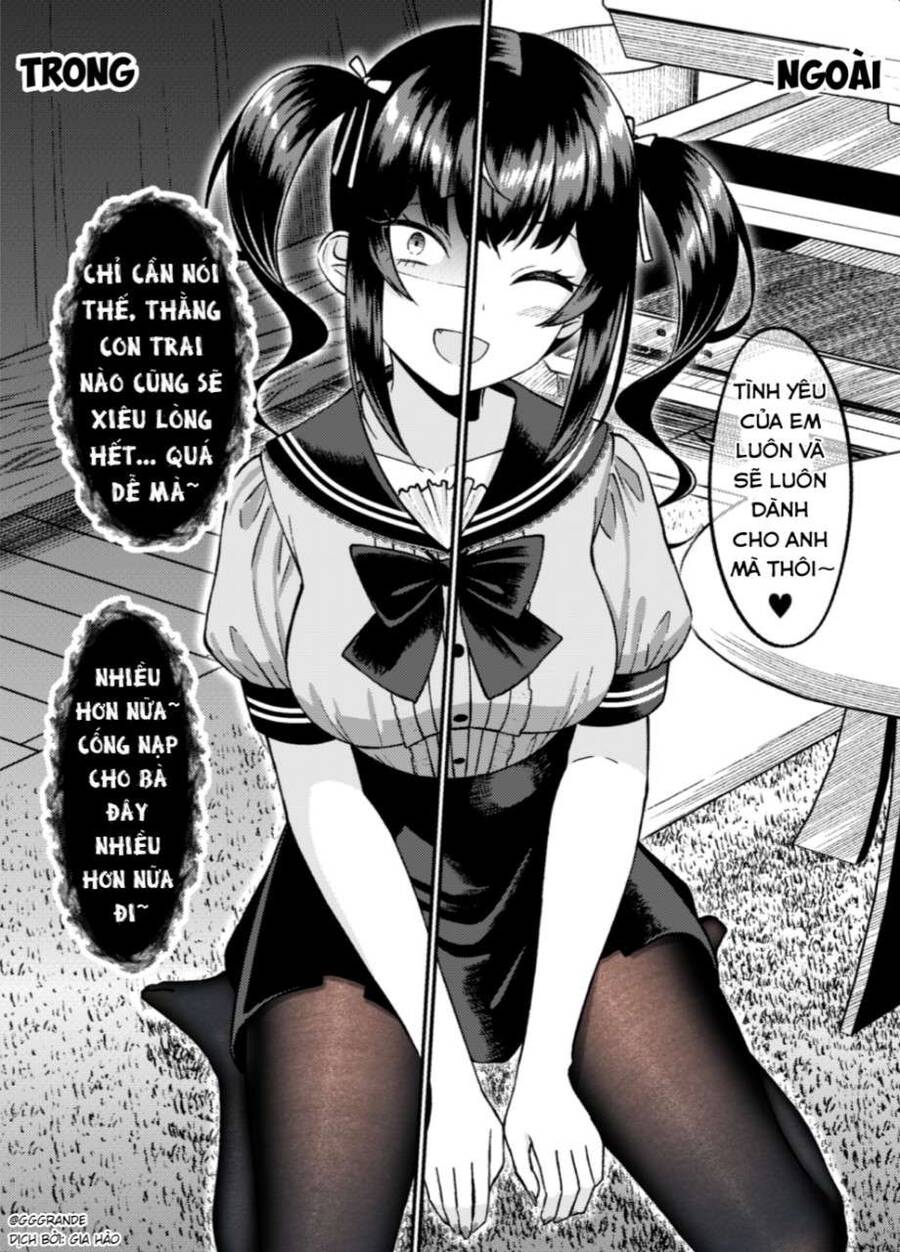 TRONG
NGOÀI
CHỈ CẦN NÓI
THẾ, THẰNG
CON TRAI
NÀO CŨNG SẼ
XIÊU LÒNG
HẾT... QUÁ
DỄ MÀ~
TÌNH YÊU
CỦA EM
LUÔN VÀ
SẼ LUÔN
DÀNH
CHO ANH
MÀ THÔI~
♥
NHIỀU
HƠN NỮA~
CỐNG NẠP
CHO BÀ
ĐÂY
NHIỀU
HƠN NỮA
ĐI~
@GGGRANDE
DỊCH BỞI: GIA HÀO